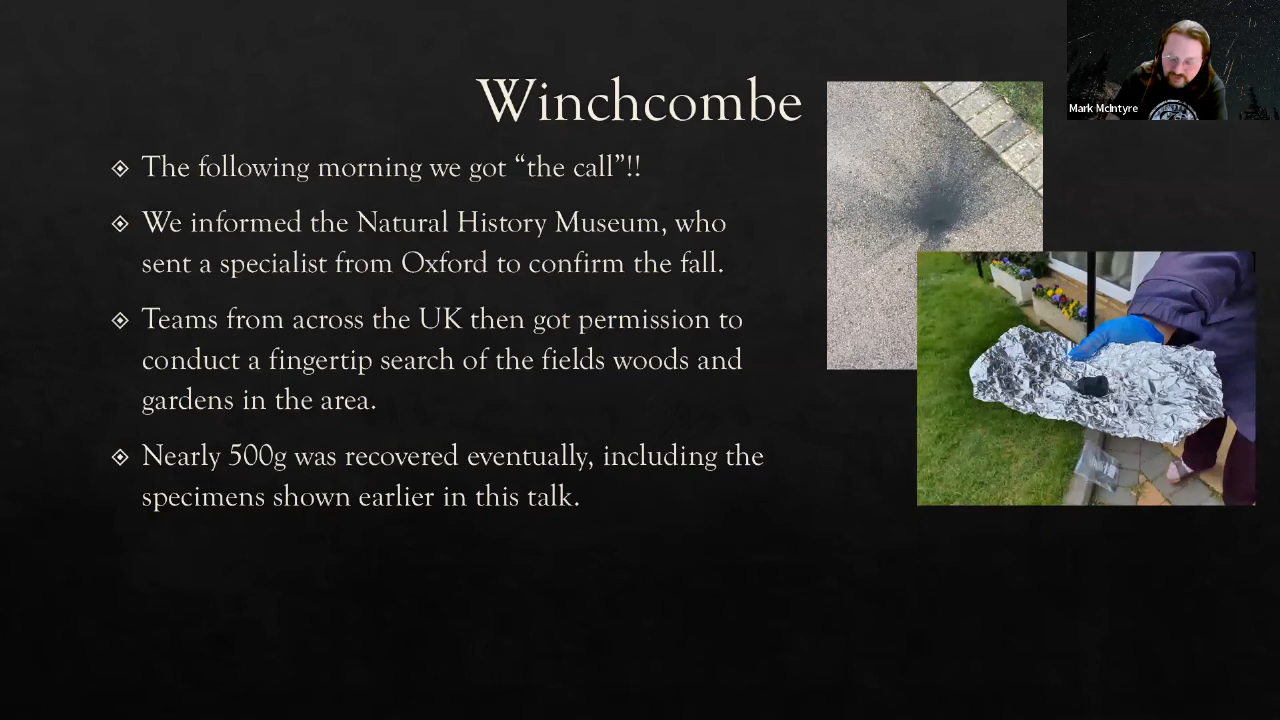 Winchcombe
Mark McIntyre
The following morning we got “the call”!!
We informed the Natural History Museum, who
sent a specialist from Oxford to confirm the fall.
Teams from across the UK then got permission to
conduct a fingertip search of the fields woods and
gardens in the area.
Nearly 500g was recovered eventually, including the
specimens shown earlier in this talk.